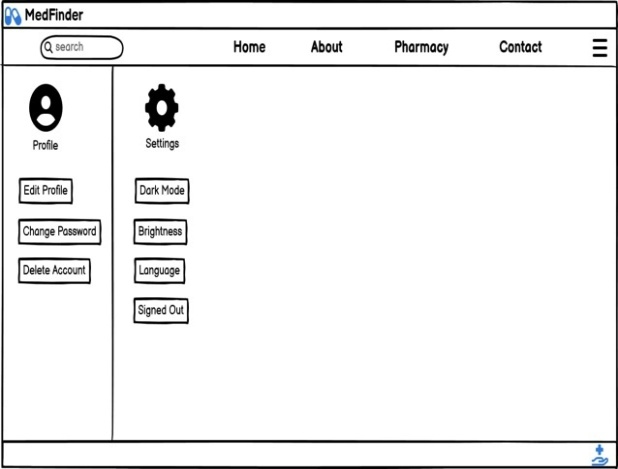 MedFinder
search
Home About Pharmacy Contact
Profile
Settings
Edit Profile
Change Password
Delete Account
Dark Mode
Brightness
Language
Signed Out